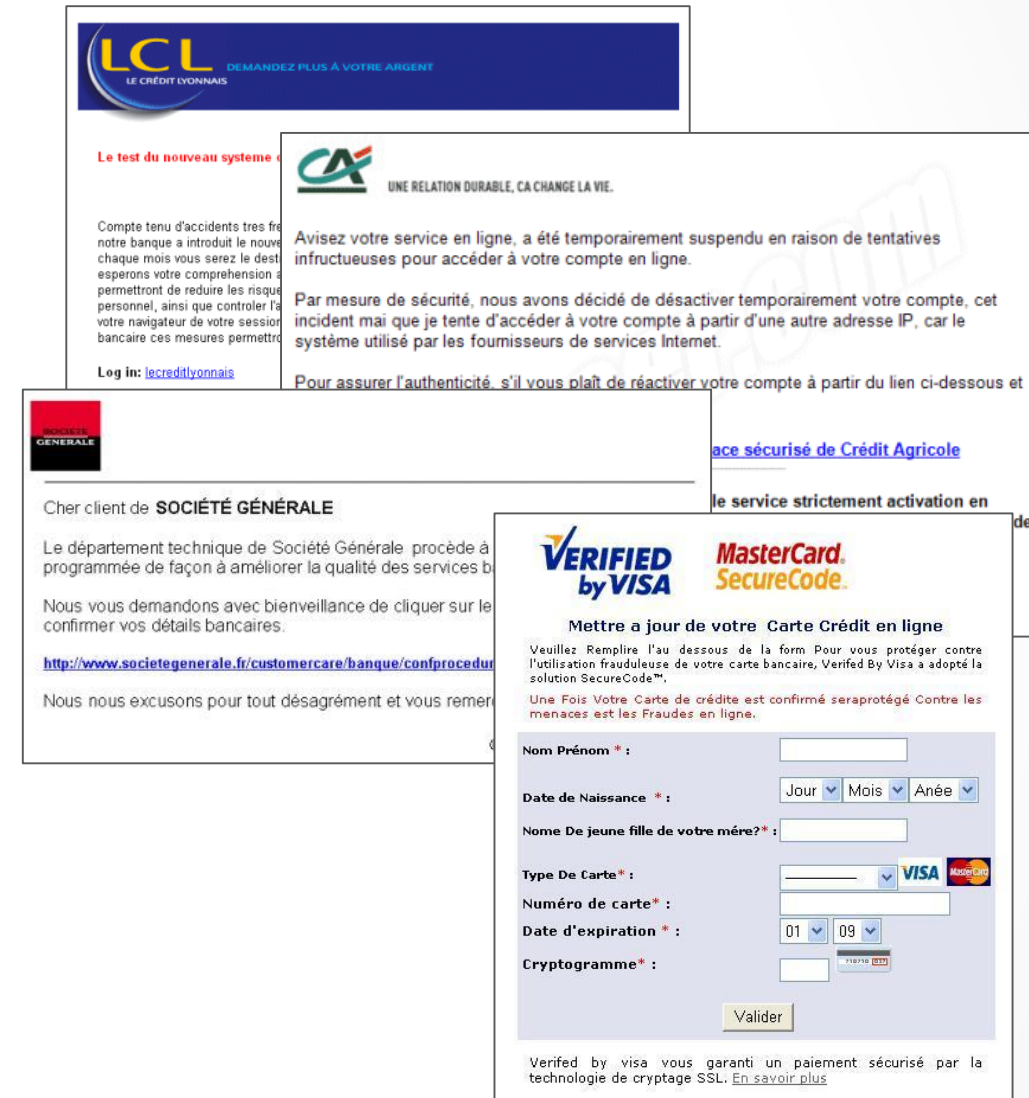 LCL
LE CRÉDIT LYONNAIS
DEMANDEZ PLUS À VOTRE ARGENT
Le test du nouveau systeme
Compte tenu d'accidents tres
notre banque a introduit le
chaque mois vous serez le
esperons votre comprehension
permettront de reduire les
personnel, ainsi que controler
votre navigateur de votre session
bancaire ces mesures
Log in: lecreditlyonnais
CA
UNE RELATION DURABLE, CA CHANGE LA VIE.
Avisez votre service en ligne, a été temporairement suspendu en raison de tentatives
infructueuses pour accéder à votre compte en ligne.
Par mesure de sécurité, nous avons décidé de désactiver temporairement votre compte, cet
incident mai que je tente d'accéder à votre compte à partir d'une autre adresse IP, car le
système utilisé par les fournisseurs de services Internet.
Pour assurer l'authenticité, s'il vous plaît de réactiver votre compte à partir du lien ci-dessous et
ace sécurisé de Crédit Agricole
le service strictement activation en
de
SOCIETE
GENERALE
Cher client de SOCIÉTÉ GÉNÉRALE
Le département technique de Société Générale procède à
programmée de façon à améliorer la qualité des services
Nous vous demandons avec bienveillance de cliquer sur le
confirmer vos détails bancaires.
http://www.societegenerale.fr/customercare/banque/confprocedur
Nous nous excusons pour tout désagrément et vous
VERIFIED
by VISA
MasterCard.
SecureCode.
Mettre a jour de votre Carte Crédit en ligne
Veuillez Remplire l'au dessous de la form Pour vous protéger contre
l'utilisation frauduleuse de votre carte bancaire, Verifed By Visa a adopté la
solution SecureCode™.
Une Fois Votre Carte de crédite est confirmé seraprotégé Contre les
menaces est les Fraudes en ligne.
Nom Prénom * :
Date de Naissance * : Jour Mois Anée
Nome De jeune fille de votre mére?* :
Type De Carte* : VISA MasterCard
Numéro de carte* :
Date d'expiration * : 01 09
Cryptogramme* :
Valider
Verifed by visa vous garanti un paiement sécurisé par la
technologie de cryptage SSL. En savoir plus